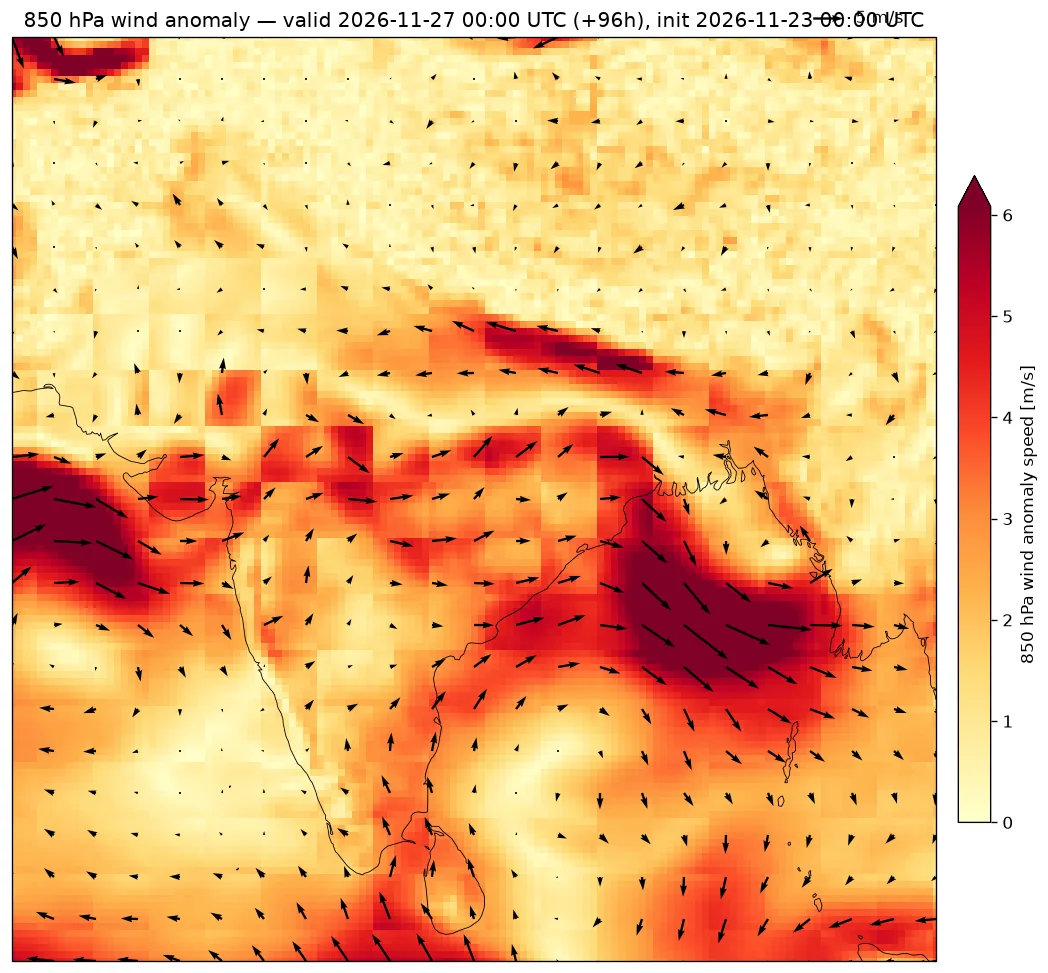 850 hPa wind anomaly — valid 2026-11-27 00:00 UTC (+96h), init 2026-11-23 00:00 UTC
5 m/s
6
5
4
3
2
1
0
850 hPa wind anomaly speed [m/s]